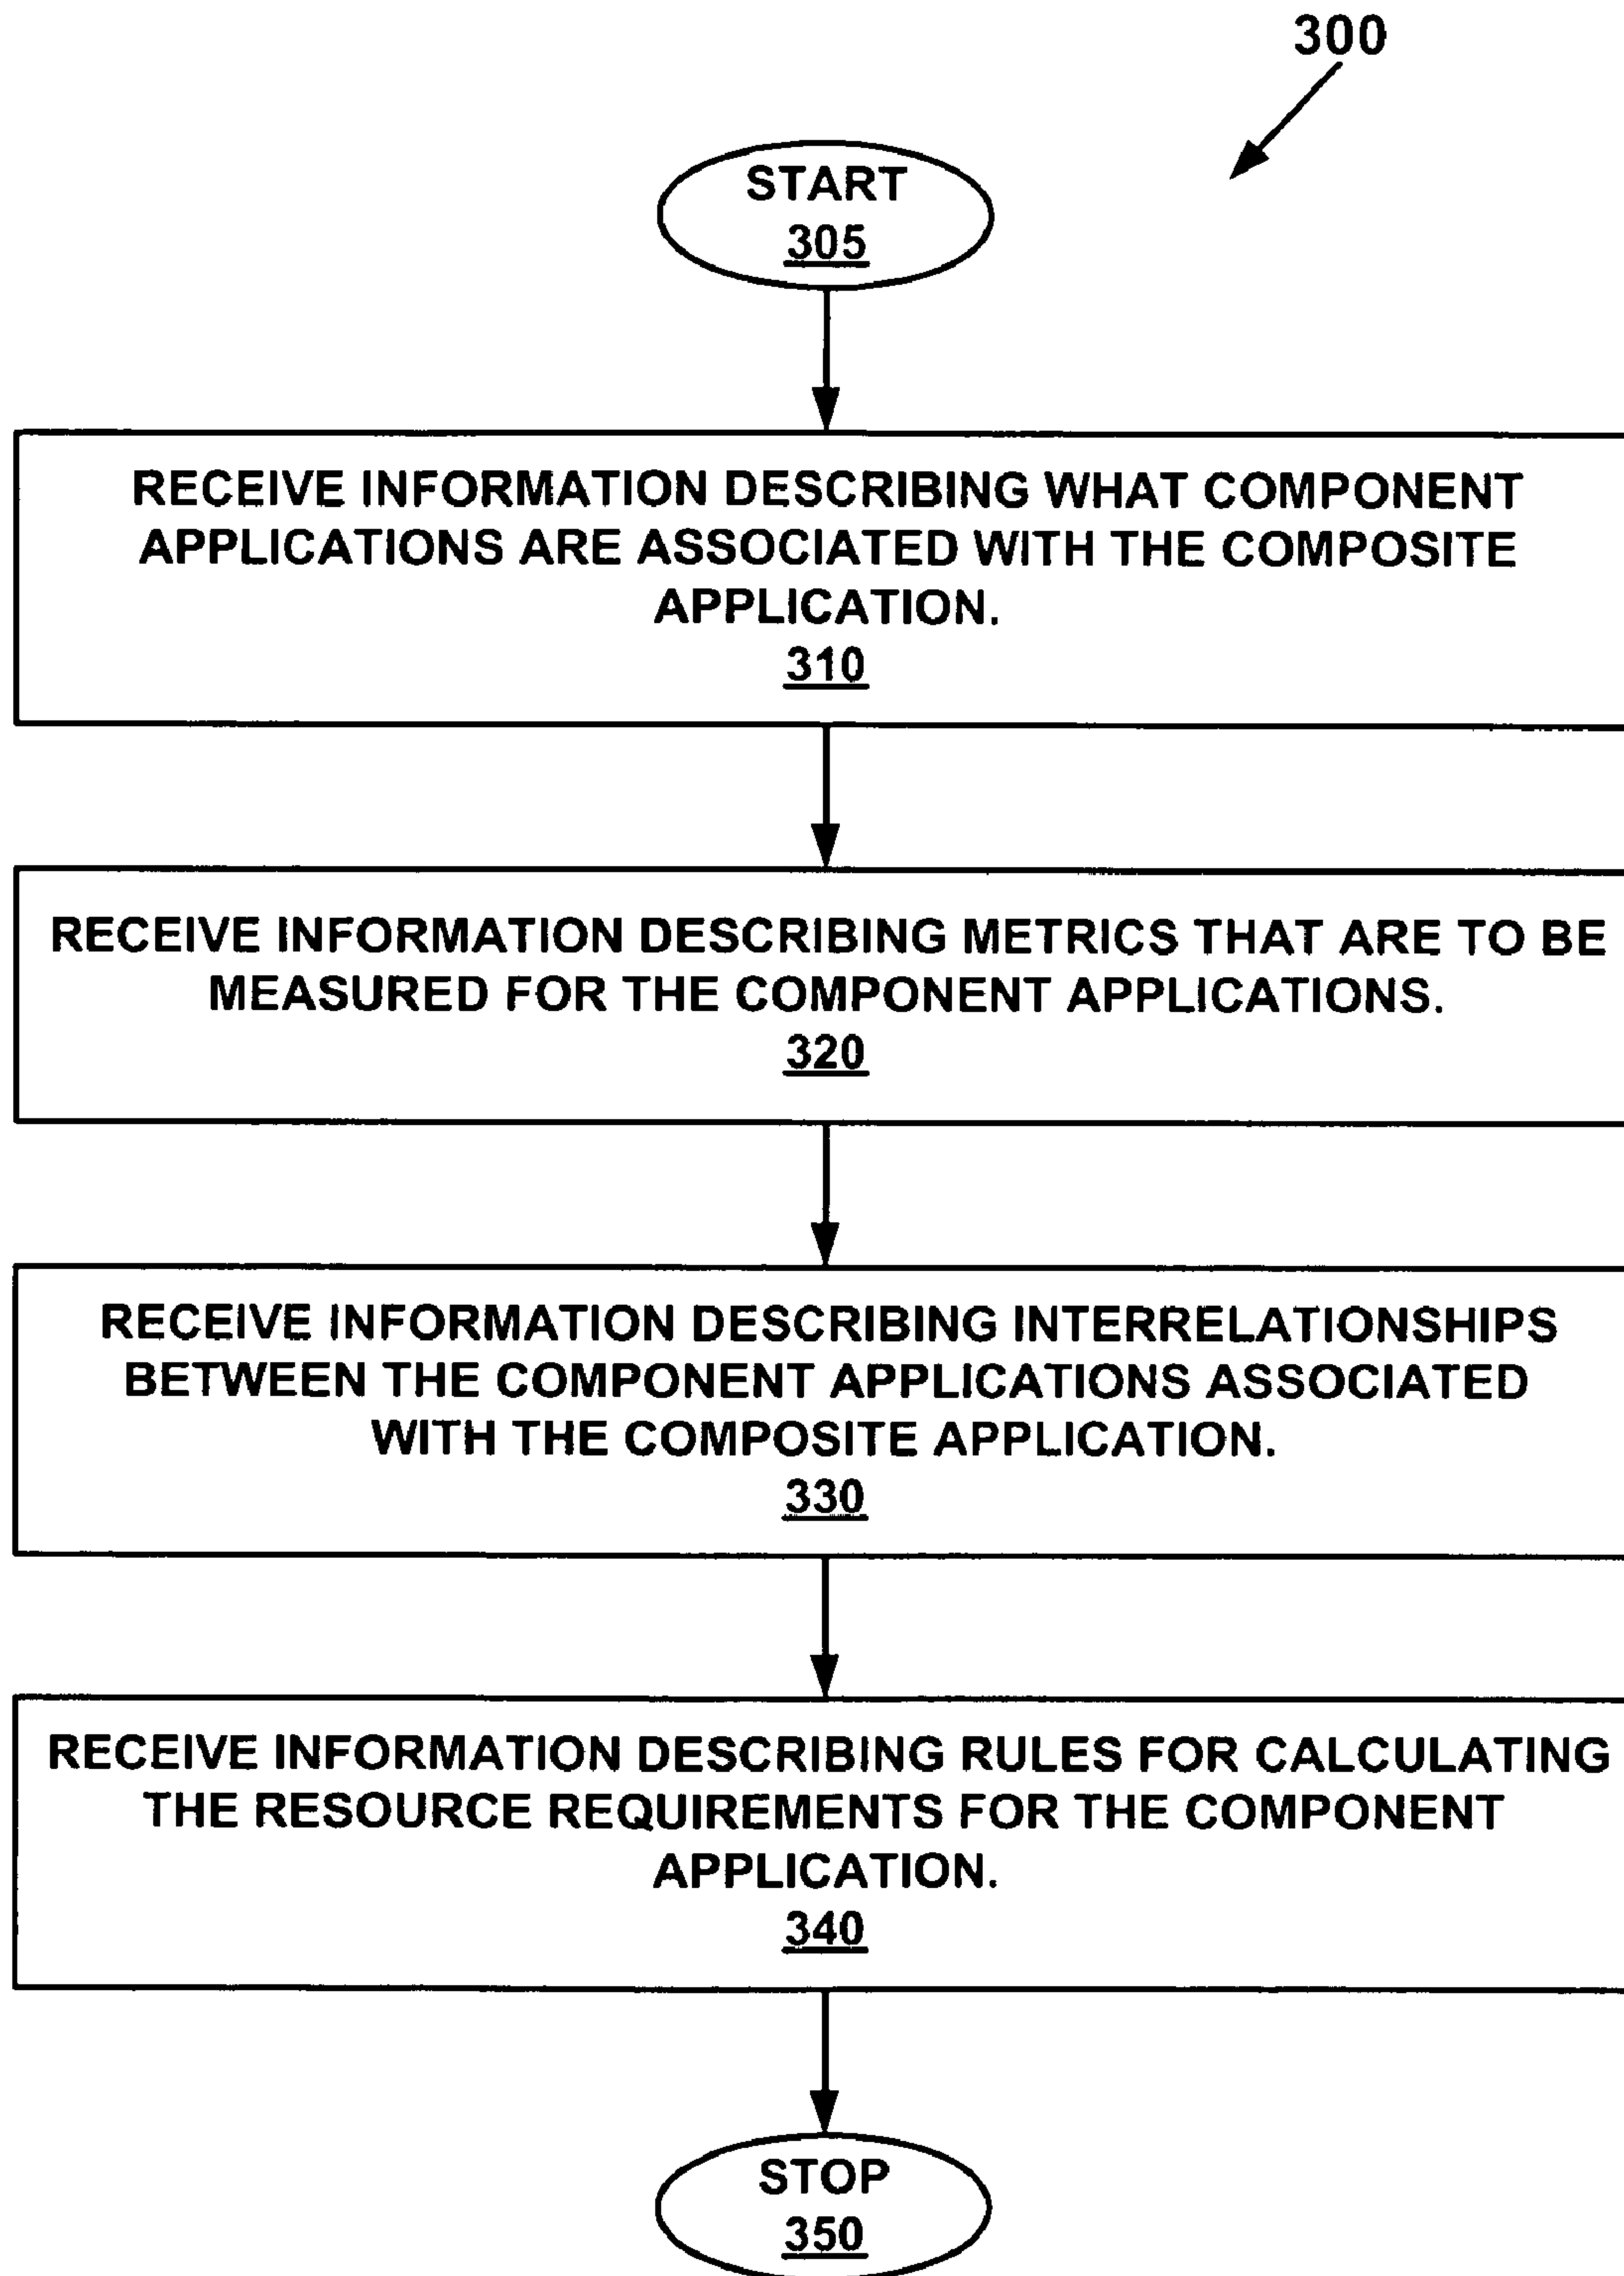 300
START
305
RECEIVE INFORMATION DESCRIBING WHAT COMPONENT
APPLICATIONS ARE ASSOCIATED WITH THE COMPOSITE
APPLICATION.
310
RECEIVE INFORMATION DESCRIBING METRICS THAT ARE TO BE
MEASURED FOR THE COMPONENT APPLICATIONS.
320
RECEIVE INFORMATION DESCRIBING INTERRELATIONSHIPS
BETWEEN THE COMPONENT APPLICATIONS ASSOCIATED
WITH THE COMPOSITE APPLICATION.
330
RECEIVE INFORMATION DESCRIBING RULES FOR CALCULATING
THE RESOURCE REQUIREMENTS FOR THE COMPONENT
APPLICATION.
340
STOP
350